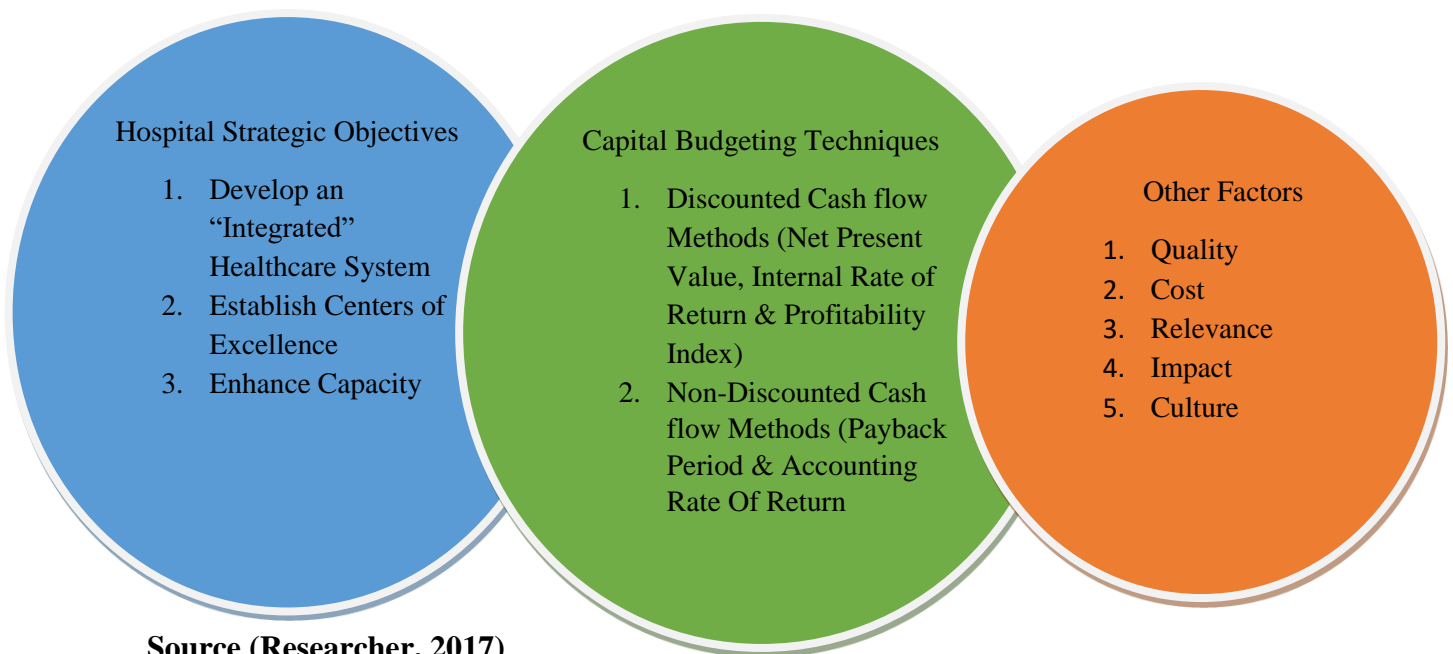 Hospital Strategic Objectives
1. Develop an
“Integrated”
Healthcare System
2. Establish Centers of
Excellence
3. Enhance Capacity
Capital Budgeting Techniques
1. Discounted Cash flow
Methods (Net Present
Value, Internal Rate of
Return & Profitability
Index)
2. Non-Discounted Cash
flow Methods (Payback
Period & Accounting
Rate Of Return
Other Factors
1. Quality
2. Cost
3. Relevance
4. Impact
5. Culture
Source (Researcher, 2017)